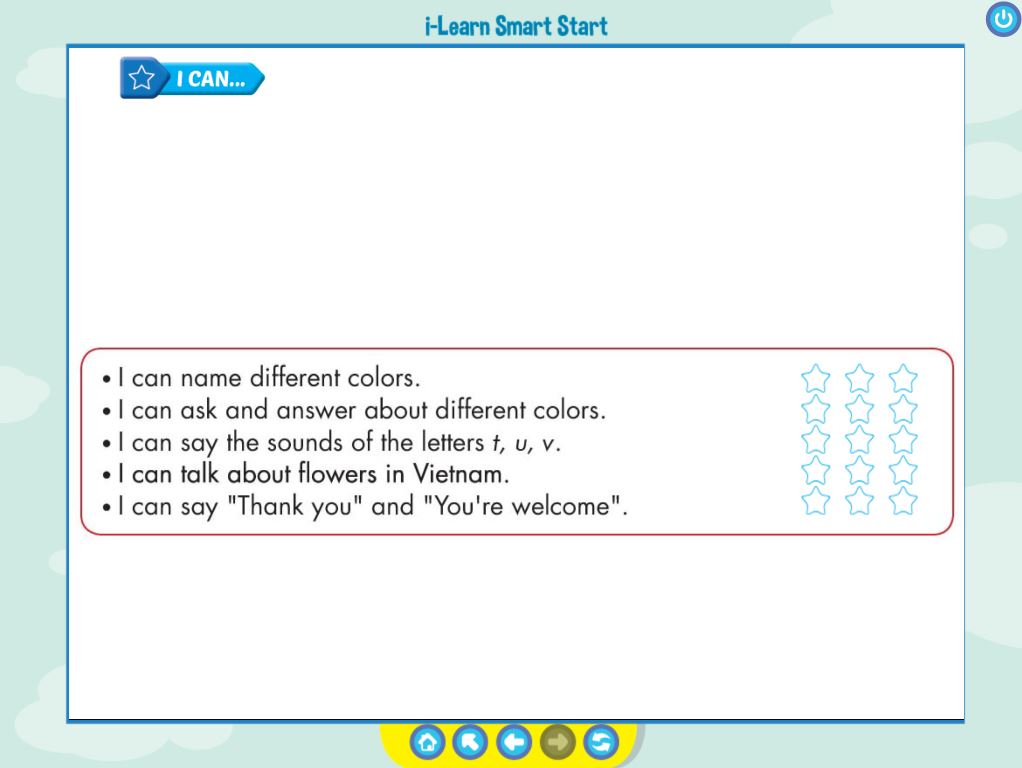 i-Learn Smart Start
I CAN...
• I can name different colors.
• I can ask and answer about different colors.
• I can say the sounds of the letters t, u, v.
• I can talk about flowers in Vietnam.
• I can say "Thank you" and "You're welcome".